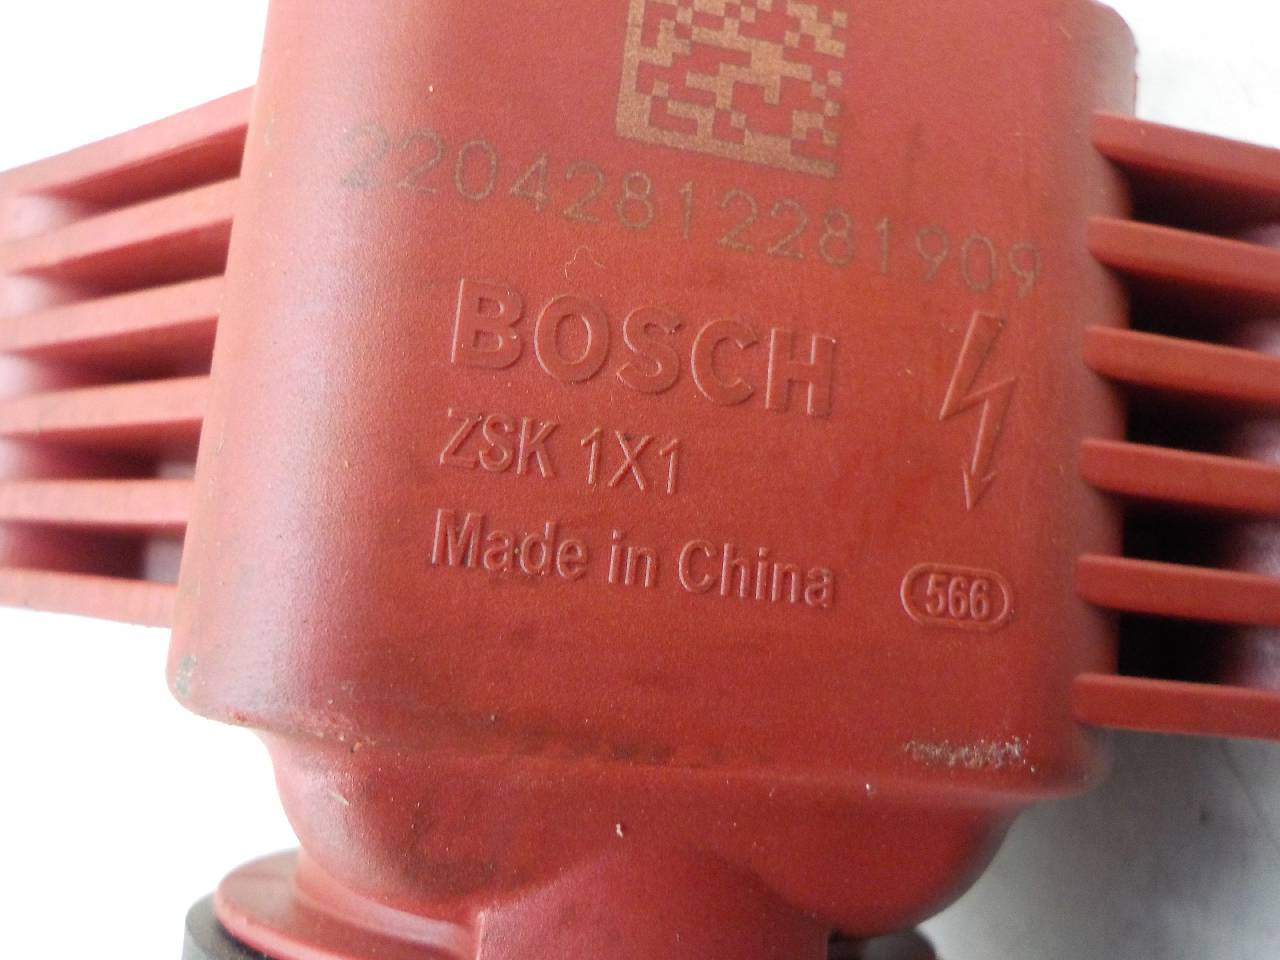 22042812281909
BOSCH
ZSK 1X1
Made in China
566